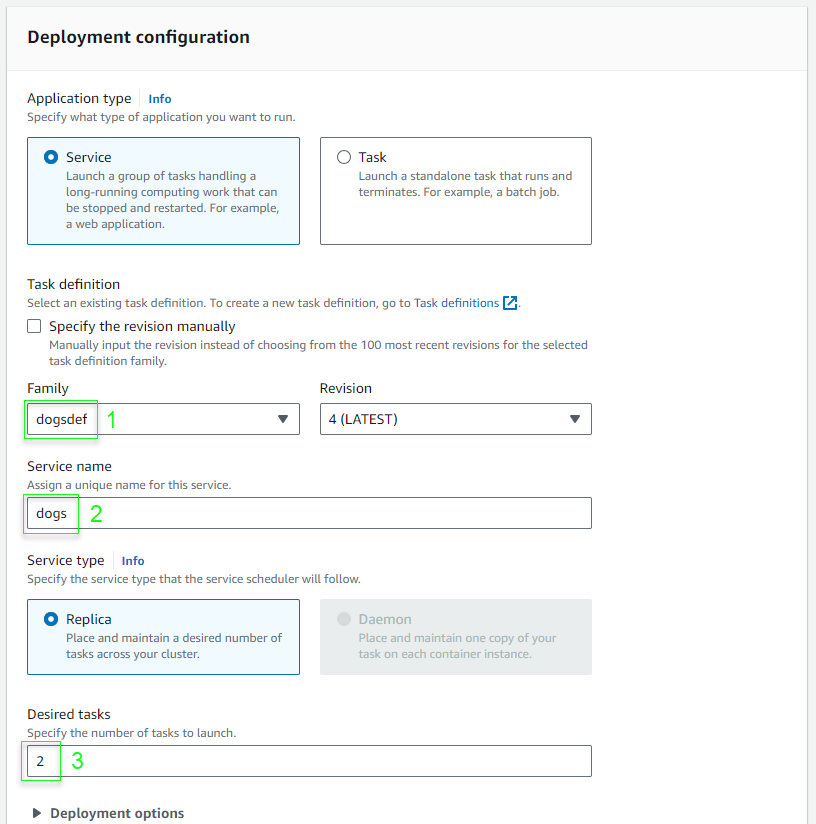 Deployment configuration
Application type Info
Specify what type of application you want to run.
Service
Launch a group of tasks handling a
long-running computing work that can
be stopped and restarted. For example,
a web application.
Task
Launch a standalone task that runs and
terminates. For example, a batch job.
Task definition
Select an existing task definition. To create a new task definition, go to Task definitions.
Specify the revision manually
Manually input the revision instead of choosing from the 100 most recent revisions for the selected
task definition family.
Family
dogsdef 1
Revision
4 (LATEST)
Service name
Assign a unique name for this service.
dogs 2
Service type Info
Specify the service type that the service scheduler will follow.
Replica
Place and maintain a desired number of
tasks across your cluster.
Daemon
Place and maintain one copy of your
task on each container instance.
Desired tasks
Specify the number of tasks to launch.
2 3
Deployment options